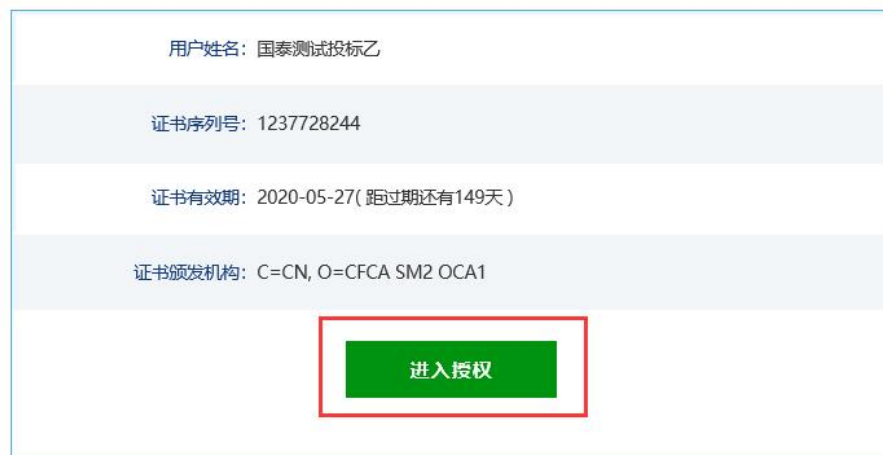 用户姓名：国泰测试投标乙
证书序列号：1237728244
证书有效期：2020-05-27( 距过期还有149天 )
证书颁发机构：C=CN, O=CFCA SM2 OCA1
进入授权